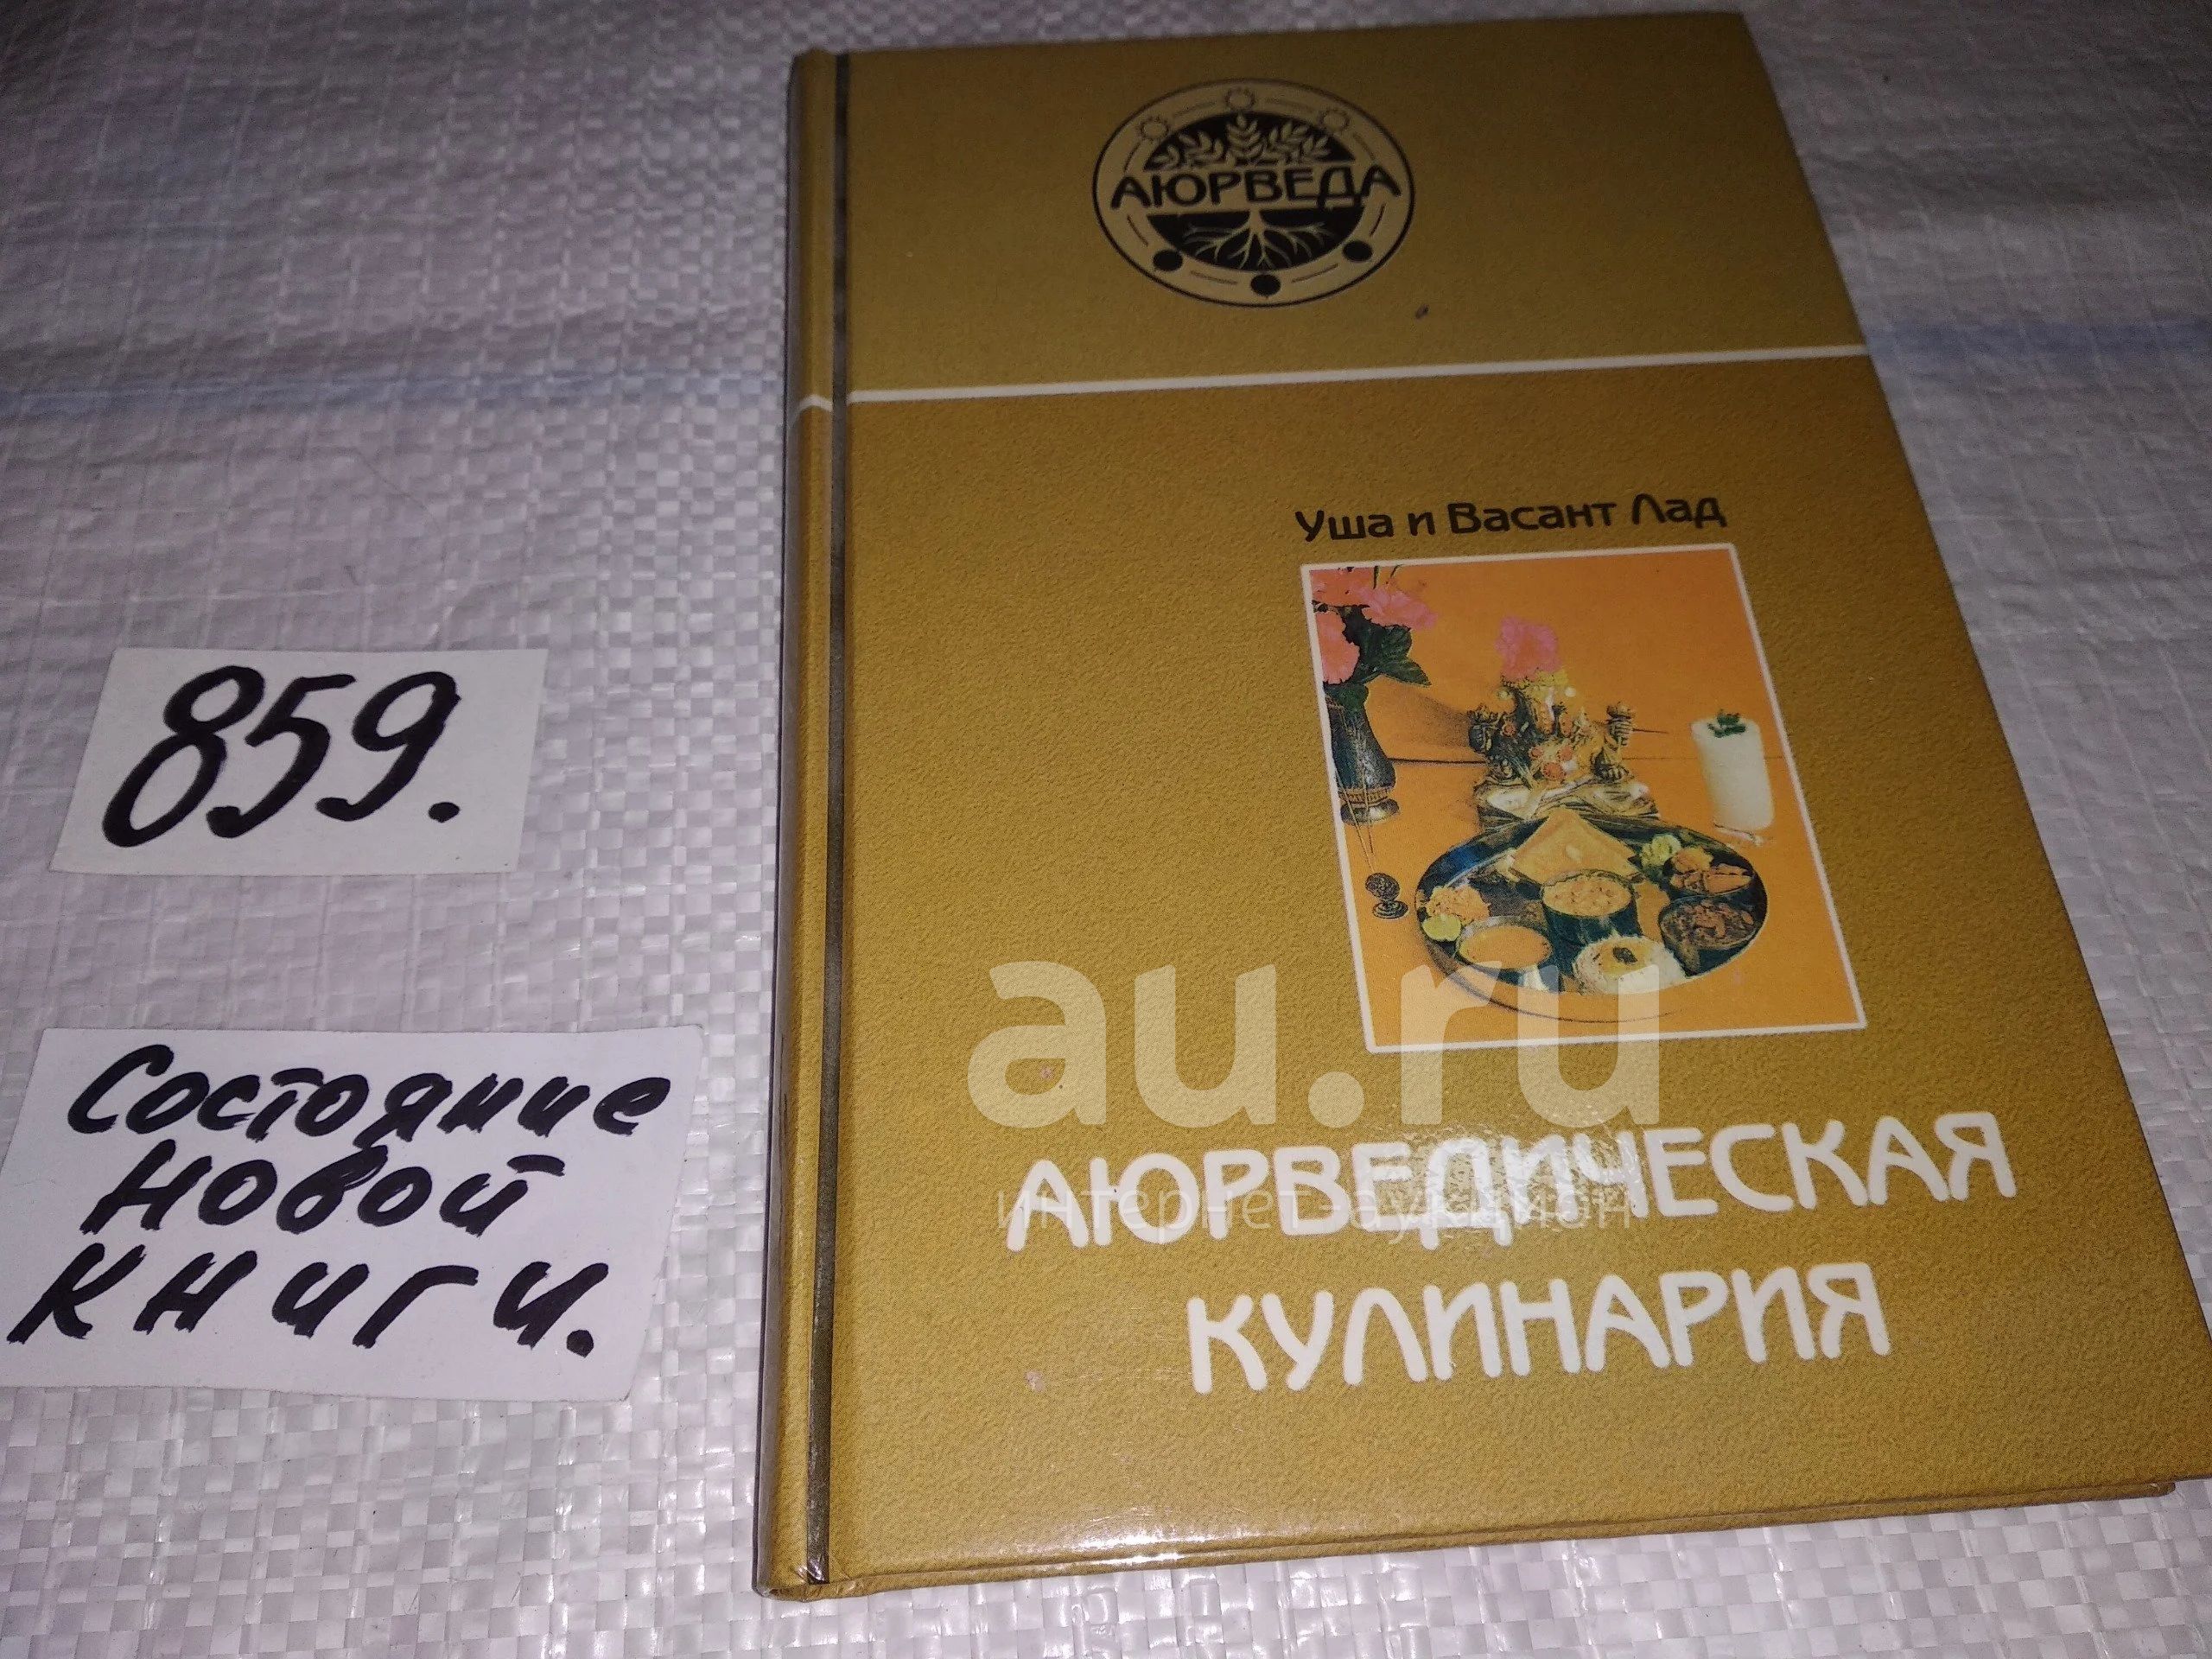 АЮРВЕДА
Уша и Васант Лад
859.
au.ru
Состояние
новой
книги.
АЮРВЕДИЧЕСКАЯ
интернет-аукцион
КУЛИНАРИЯ